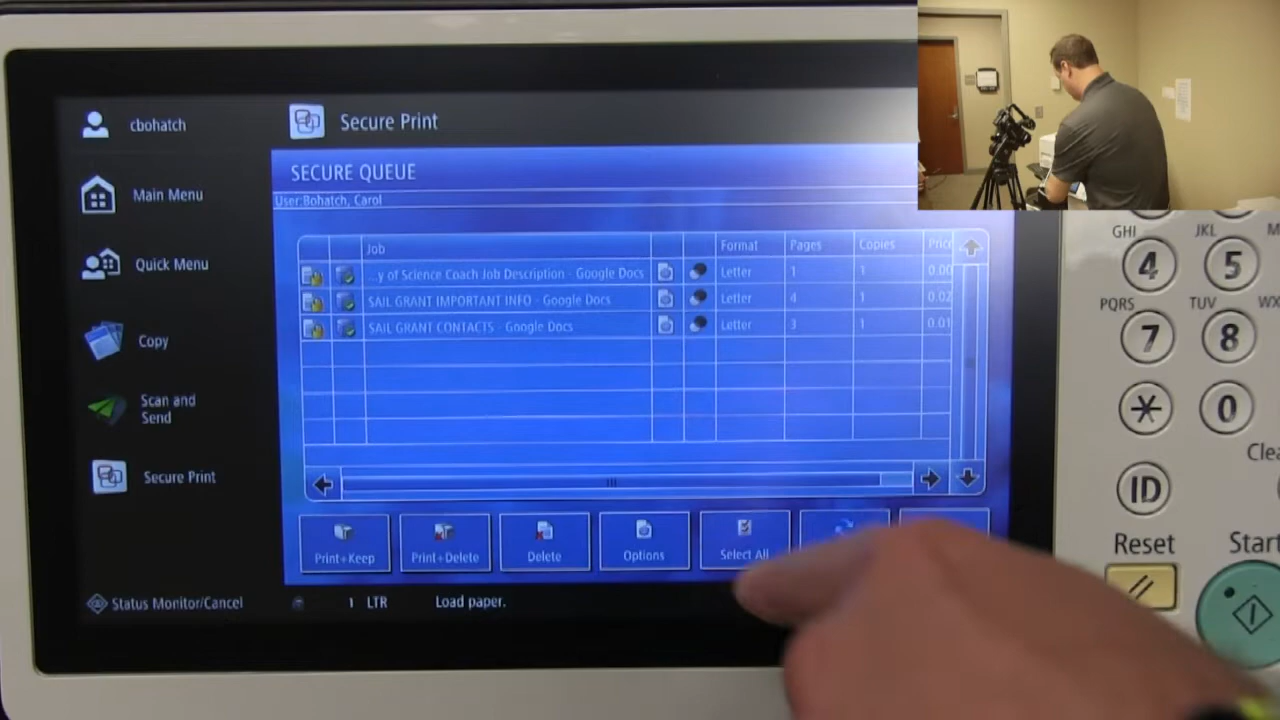 cbohatch
Main Menu
Quick Menu
Copy
Scan and
Send
Secure Print
Status Monitor/Cancel
Secure Print
SECURE QUEUE
User:Bohatch, Carol
Job Format Pages Copies Price
...y of Science Coach Job Description - Google Docs Letter 1 1 0.00
SAIL GRANT IMPORTANT INFO - Google Docs Letter 4 1 0.02
SAIL GRANT CONTACTS - Google Docs Letter 3 1 0.01
Print+Keep Print+Delete Delete Options Select All
1 LTR Load paper.
GHI JKL M
4 5
PQRS TUV WX
7 8
* 0
Clea
ID
Reset Start